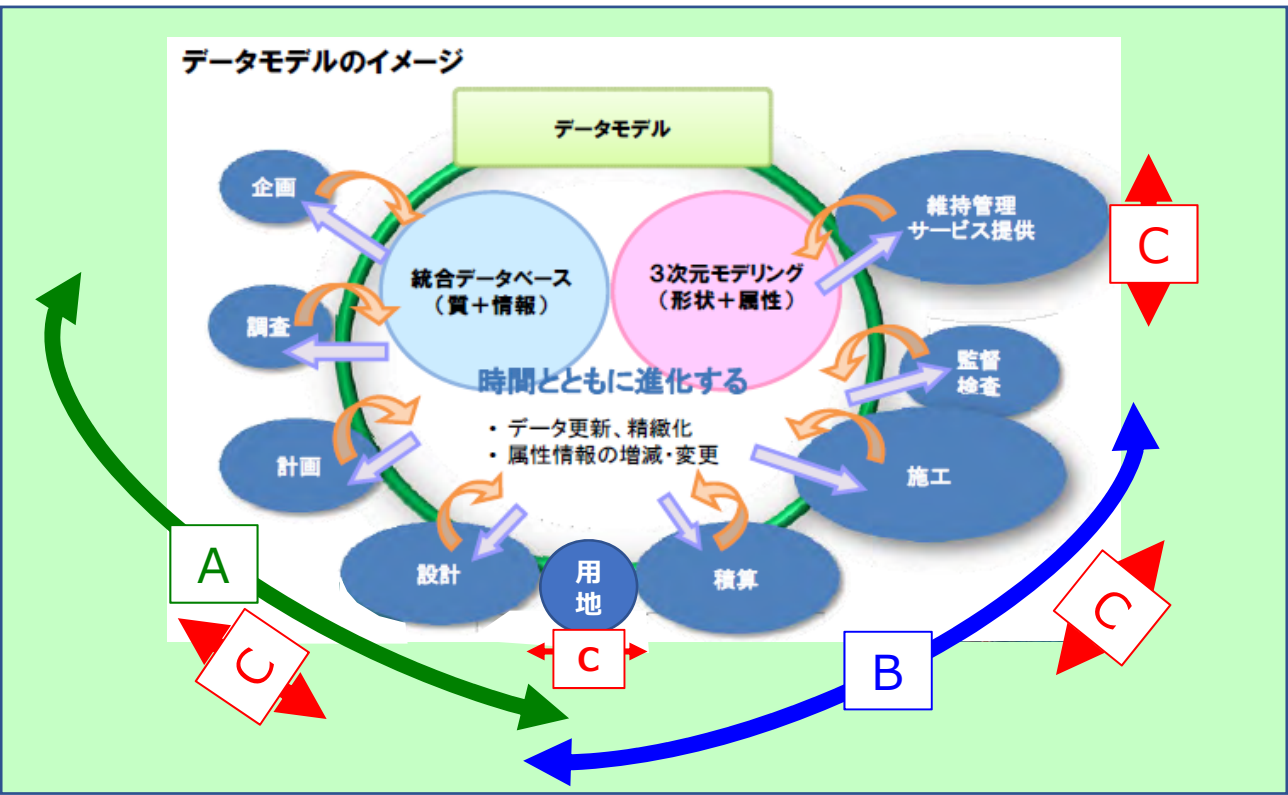 データモデルのイメージ
データモデル
企画
維持管理
サービス提供
C
統合データベース
（質＋情報）
３次元モデリング
（形状＋属性）
調査
監督
検査
時間とともに進化する
・ データ更新、精緻化
・ 属性情報の増減・変更
計画
施工
A
設計
用
地
積算
C
C
C
B